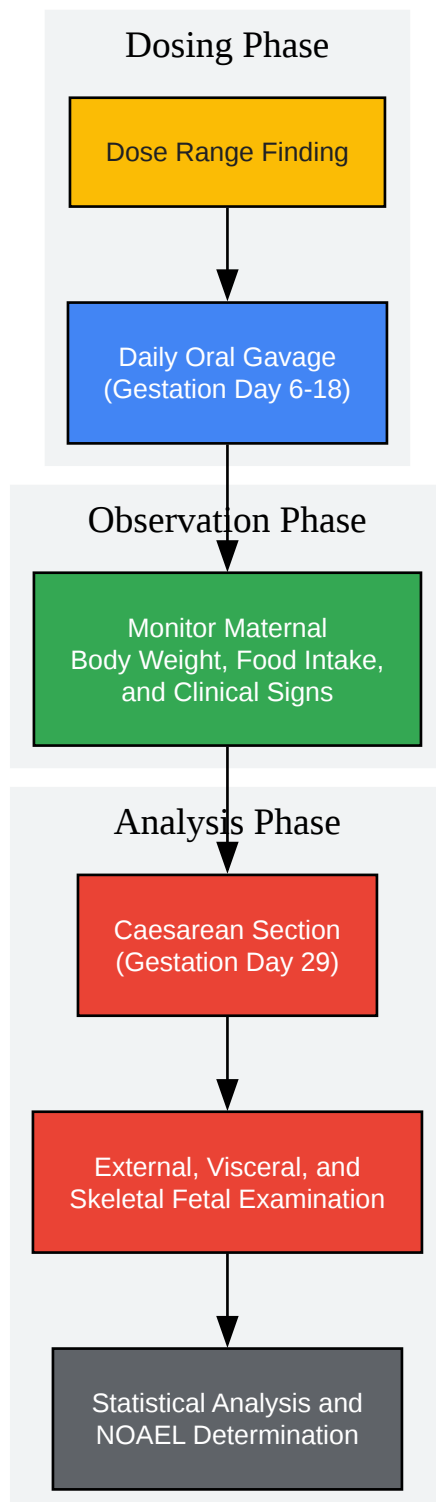 Dosing Phase
Dose Range Finding
Daily Oral Gavage
(Gestation Day 6-18)
Observation Phase
Monitor Maternal
Body Weight, Food Intake,
and Clinical Signs
Analysis Phase
Caesarean Section
(Gestation Day 29)
External, Visceral, and
Skeletal Fetal Examination
Statistical Analysis and
NOAEL Determination